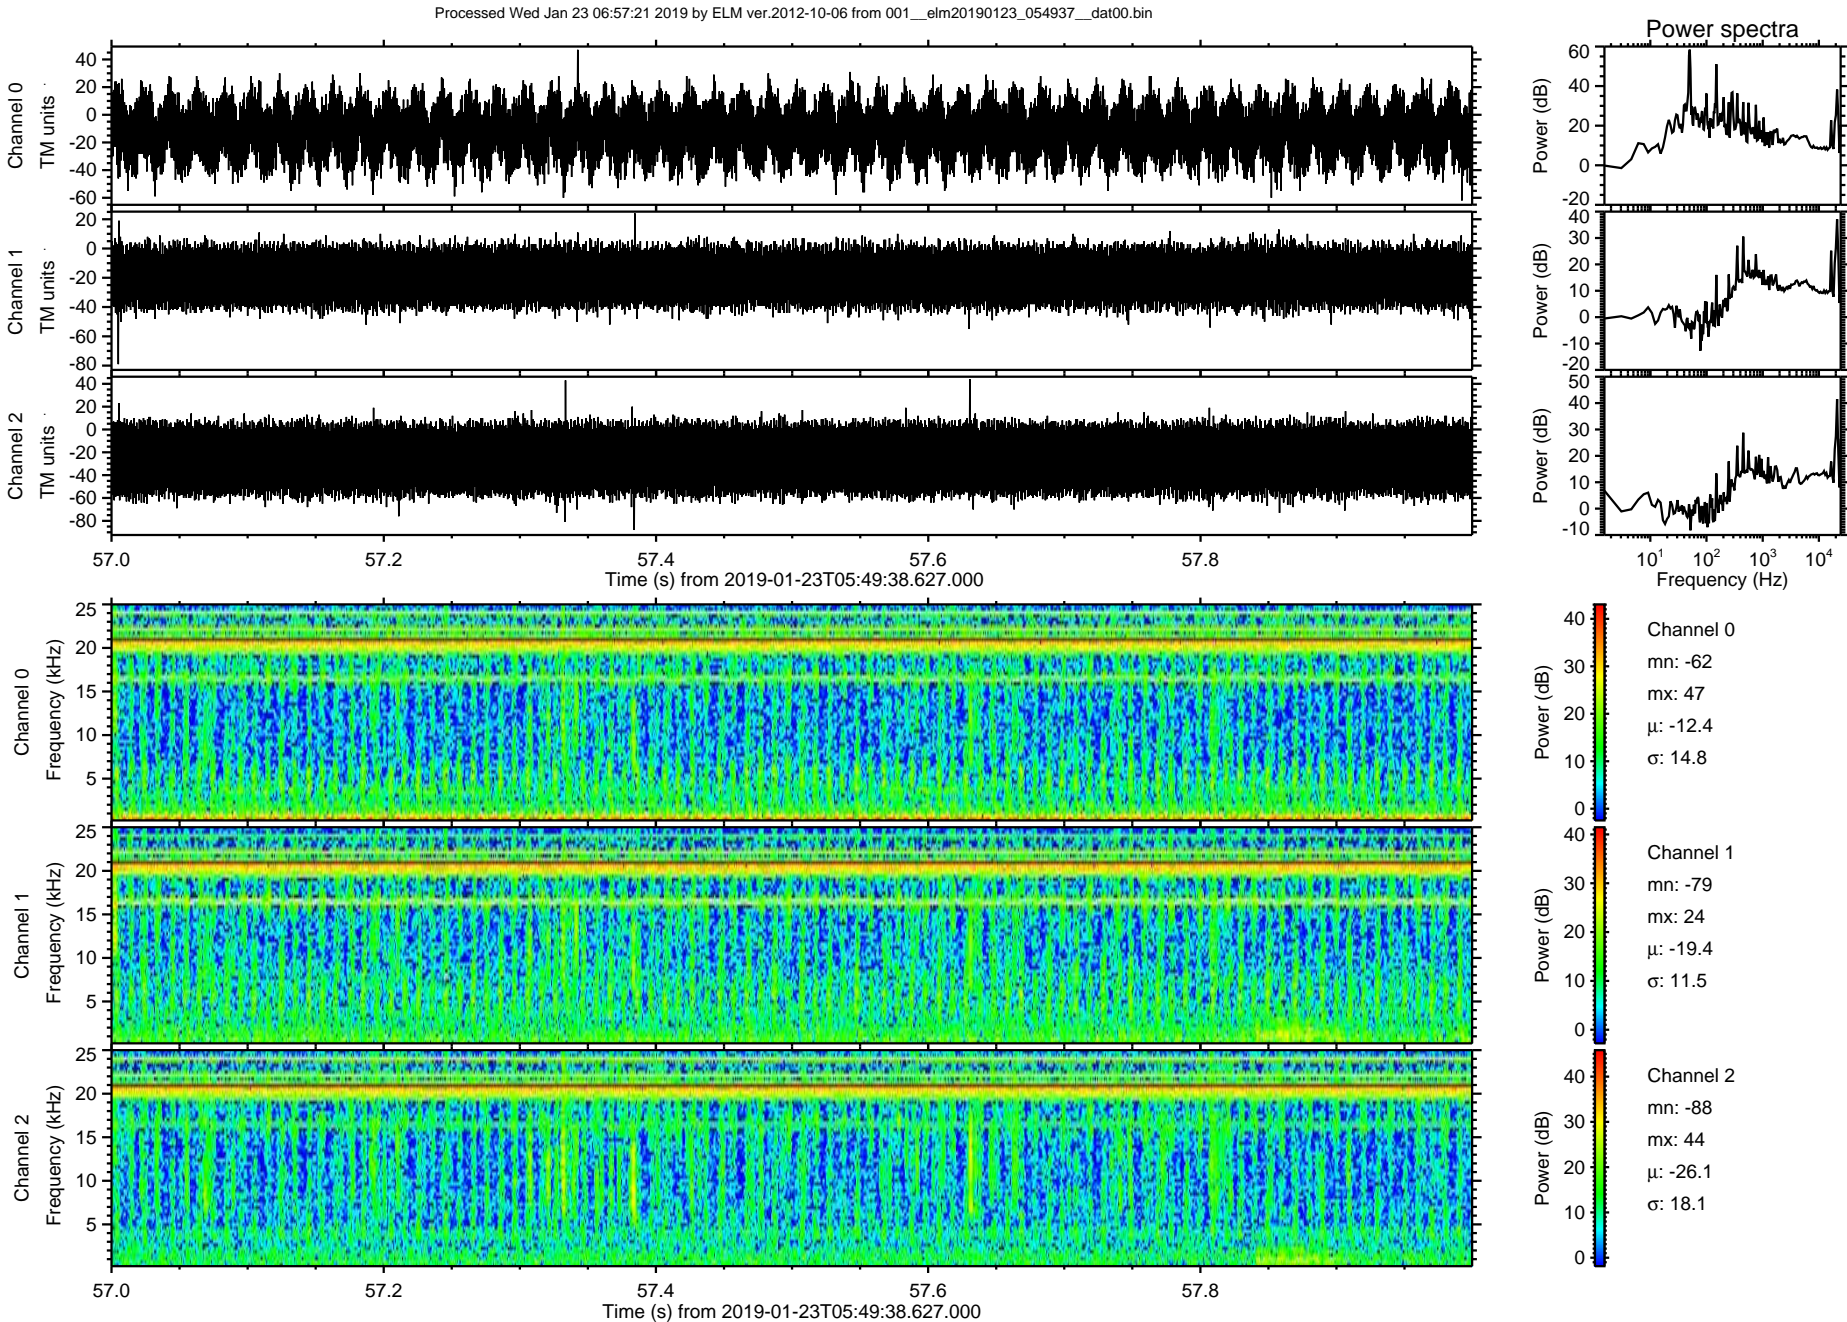 Processed Wed Jan 23 06:57:21 2019 by ELM ver.2012-10-06 from 001__elm20190123_054937__dat00.bin
Power spectra
Channel 0
TM units
40
20
0
-20
-40
-60
Power (dB)
60
40
20
0
-20
Channel 1
TM units
20
0
-20
-40
-60
-80
Power (dB)
40
30
20
10
0
-10
-20
Channel 2
TM units
40
20
0
-20
-40
-60
-80
Power (dB)
50
40
30
20
10
0
-10
57.0 57.2 57.4 57.6 57.8
Time (s) from 2019-01-23T05:49:38.627.000
10¹ 10² 10³ 10⁴
Frequency (Hz)
Channel 0
Frequency (kHz)
25
20
15
10
5
Power (dB)
40
30
20
10
0
Channel 0
mn: -62
mx: 47
μ: -12.4
σ: 14.8
Channel 1
Frequency (kHz)
25
20
15
10
5
Power (dB)
40
30
20
10
0
Channel 1
mn: -79
mx: 24
μ: -19.4
σ: 11.5
Channel 2
Frequency (kHz)
25
20
15
10
5
Power (dB)
40
30
20
10
0
Channel 2
mn: -88
mx: 44
μ: -26.1
σ: 18.1
57.0 57.2 57.4 57.6 57.8
Time (s) from 2019-01-23T05:49:38.627.000